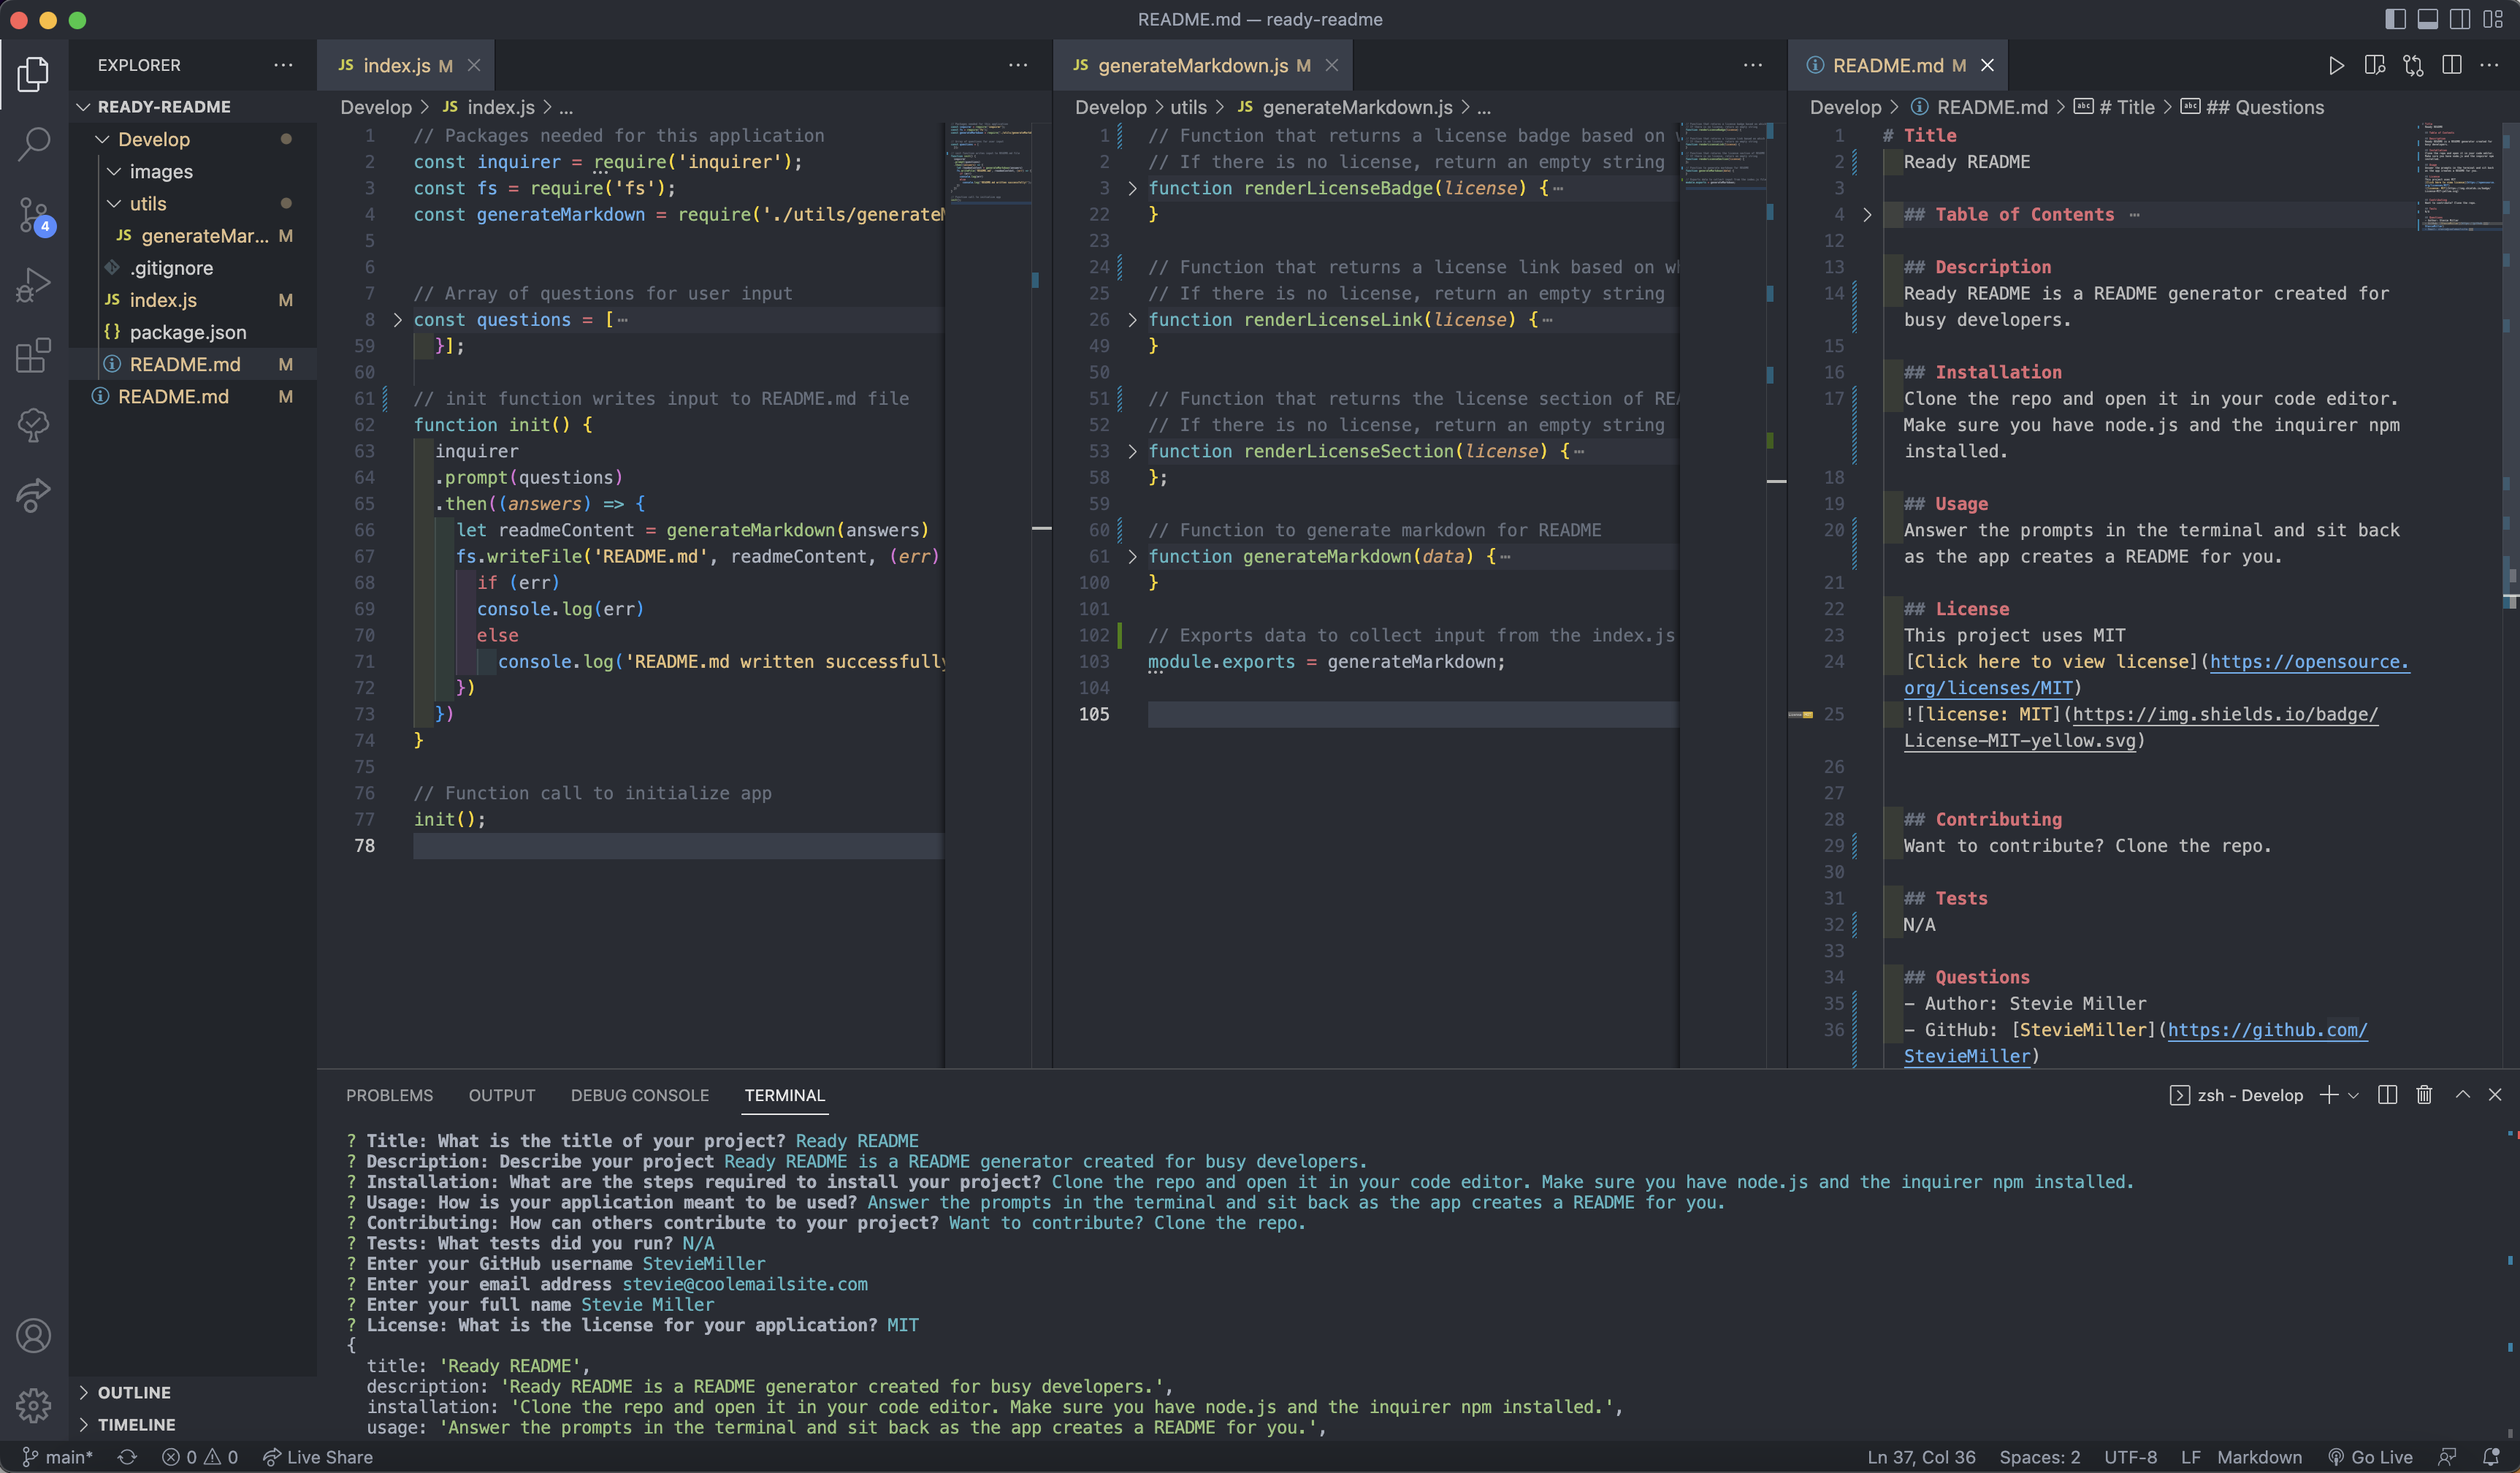 README.md — ready-readme
EXPLORER
READY-README
Develop
images
utils
JS generateMar... M
.gitignore
JS index.js M
{} package.json
README.md M
README.md M
OUTLINE
TIMELINE
4
JS index.js M
Develop > JS index.js > ...
1 // Packages needed for this application
2 const inquirer = require('inquirer');
3 const fs = require('fs');
4 const generateMarkdown = require('./utils/generateM
5
6
7 // Array of questions for user input
8 const questions = [
59 }];
60
61 // init function writes input to README.md file
62 function init() {
63 inquirer
64 .prompt(questions)
65 .then((answers) => {
66 let readmeContent = generateMarkdown(answers)
67 fs.writeFile('README.md', readmeContent, (err)
68 if (err)
69 console.log(err)
70 else
71 console.log('README.md written successfully
72 })
73 })
74 }
75
76 // Function call to initialize app
77 init();
78
JS generateMarkdown.js M
Develop > utils > JS generateMarkdown.js > ...
1 // Function that returns a license badge based on w
2 // If there is no license, return an empty string
3 function renderLicenseBadge(license) {
22 }
23
24 // Function that returns a license link based on wh
25 // If there is no license, return an empty string
26 function renderLicenseLink(license) {
49 }
50
51 // Function that returns the license section of REA
52 // If there is no license, return an empty string
53 function renderLicenseSection(license) {
58 };
59
60 // Function to generate markdown for README
61 function generateMarkdown(data) {
100 }
101
102 // Exports data to collect input from the index.js
103 module.exports = generateMarkdown;
104
105
README.md M
Develop > README.md > # Title > ## Questions
1 # Title
2 Ready README
3
4 ## Table of Contents
12
13 ## Description
14 Ready README is a README generator created for
busy developers.
15
16 ## Installation
17 Clone the repo and open it in your code editor.
Make sure you have node.js and the inquirer npm
installed.
18
19 ## Usage
20 Answer the prompts in the terminal and sit back
as the app creates a README for you.
21
22 ## License
23 This project uses MIT
24 [Click here to view license](https://opensource.
org/licenses/MIT)
25 ![license: MIT](https://img.shields.io/badge/
License-MIT-yellow.svg)
26
27
28 ## Contributing
29 Want to contribute? Clone the repo.
30
31 ## Tests
32 N/A
33
34 ## Questions
35 - Author: Stevie Miller
36 - GitHub: [StevieMiller](https://github.com/
StevieMiller)
PROBLEMS OUTPUT DEBUG CONSOLE TERMINAL
zsh - Develop
? Title: What is the title of your project? Ready README
? Description: Describe your project Ready README is a README generator created for busy developers.
? Installation: What are the steps required to install your project? Clone the repo and open it in your code editor. Make sure you have node.js and the inquirer npm installed.
? Usage: How is your application meant to be used? Answer the prompts in the terminal and sit back as the app creates a README for you.
? Contributing: How can others contribute to your project? Want to contribute? Clone the repo.
? Tests: What tests did you run? N/A
? Enter your GitHub username StevieMiller
? Enter your email address stevie@coolemailsite.com
? Enter your full name Stevie Miller
? License: What is the license for your application? MIT
{
title: 'Ready README',
description: 'Ready README is a README generator created for busy developers.',
installation: 'Clone the repo and open it in your code editor. Make sure you have node.js and the inquirer npm installed.',
usage: 'Answer the prompts in the terminal and sit back as the app creates a README for you.',
main* 0 0 Live Share
Ln 37, Col 36 Spaces: 2 UTF-8 LF Markdown Go Live